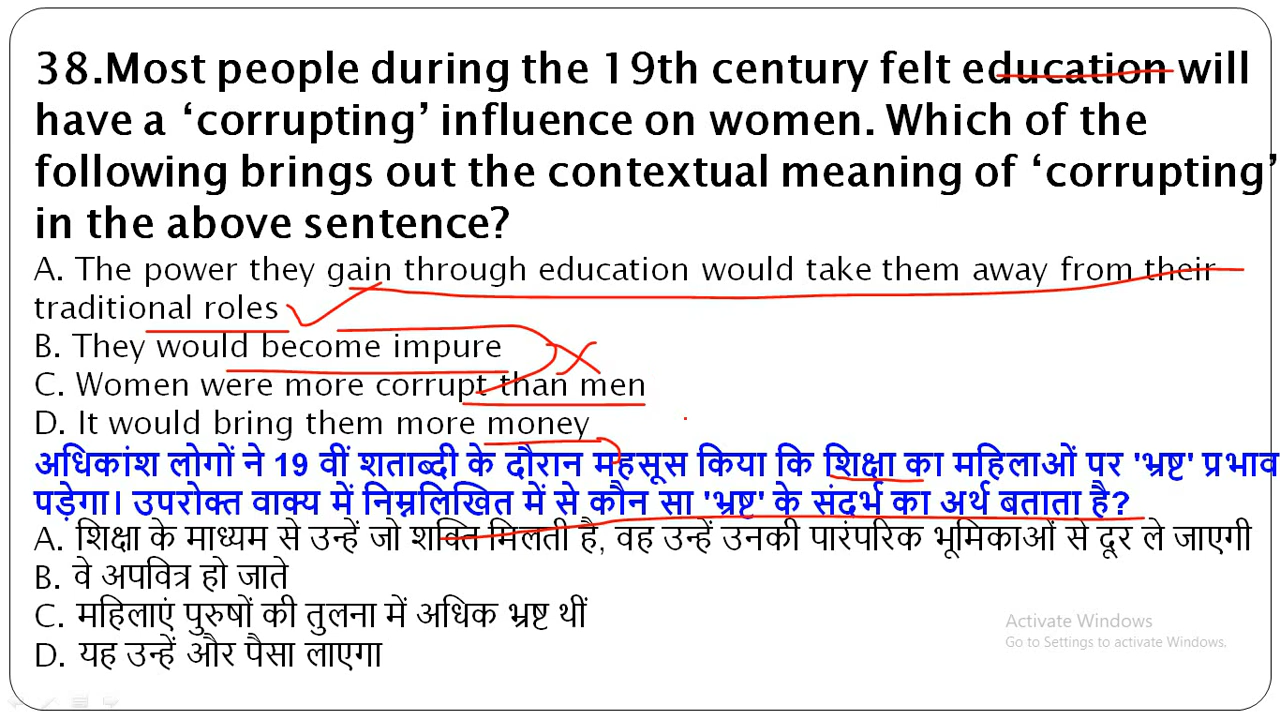 38.Most people during the 19th century felt education will
have a ‘corrupting’ influence on women. Which of the
following brings out the contextual meaning of ‘corrupting’
in the above sentence?
A. The power they gain through education would take them away from their
traditional roles
B. They would become impure
C. Women were more corrupt than men
D. It would bring them more money
अधिकांश लोगों ने 19 वीं शताब्दी के दौरान महसूस किया कि शिक्षा का महिलाओं पर 'भ्रष्ट' प्रभाव
पड़ेगा। उपरोक्त वाक्य में निम्नलिखित में से कौन सा 'भ्रष्ट' के संदर्भ का अर्थ बताता है?
A. शिक्षा के माध्यम से उन्हें जो शक्ति मिलती है, वह उन्हें उनकी पारंपरिक भूमिकाओं से दूर ले जाएगी
B. वे अपवित्र हो जाते
C. महिलाएं पुरुषों की तुलना में अधिक भ्रष्ट थीं
D. यह उन्हें और पैसा लाएगा
Activate Windows
Go to Settings to activate Windows.